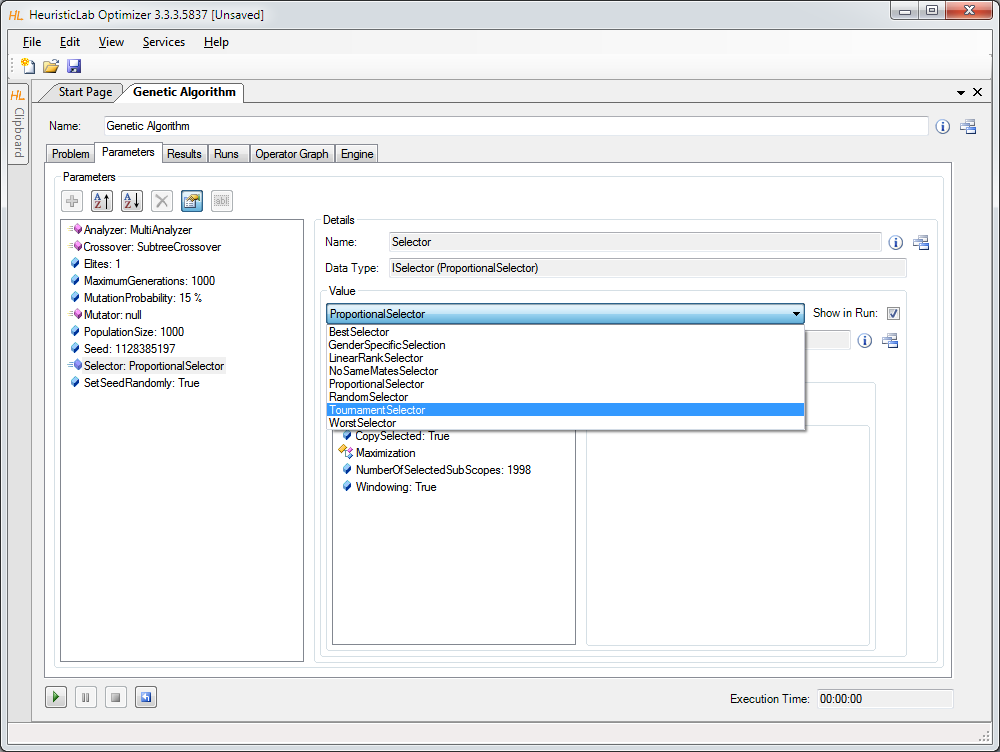 HL HeuristicLab Optimizer 3.3.3.5837 [Unsaved]
File Edit View Services Help
HL Clipboard
Start Page Genetic Algorithm
Name: Genetic Algorithm
Problem Parameters Results Runs Operator Graph Engine
Parameters
Analyzer: MultiAnalyzer
Crossover: SubtreeCrossover
Elites: 1
MaximumGenerations: 1000
MutationProbability: 15 %
Mutator: null
PopulationSize: 1000
Seed: 1128385197
Selector: ProportionalSelector
SetSeedRandomly: True
Details
Name: Selector
Data Type: ISelector (ProportionalSelector)
Value
ProportionalSelector Show in Run:
BestSelector
GenderSpecificSelection
LinearRankSelector
NoSameMatesSelector
ProportionalSelector
RandomSelector
TournamentSelector
WorstSelector
CopySelected: True
Maximization
NumberOfSelectedSubScopes: 1998
Windowing: True
Execution Time: 00:00:00